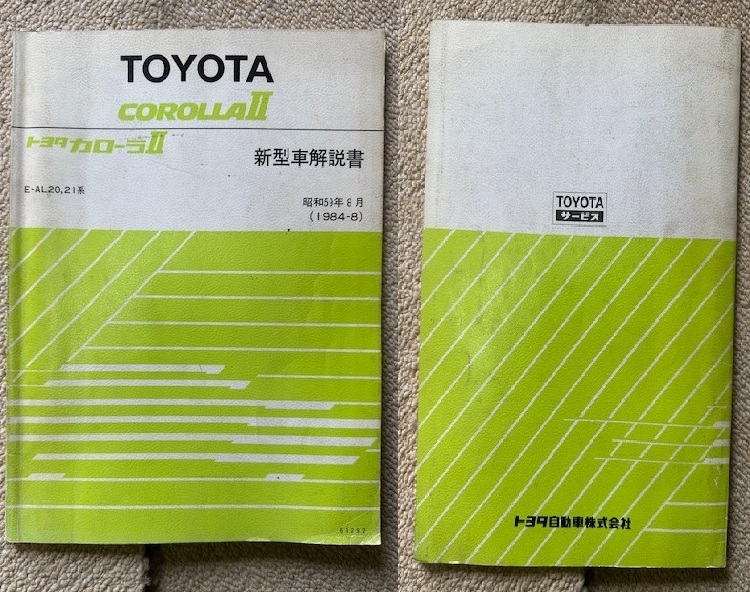 TOYOTA
COROLLA II
トヨタ カローラII
新型車解説書
E-AL20,21系
昭和59年8月
(1984-8)
61297
TOYOTA
サービス
トヨタ自動車株式会社